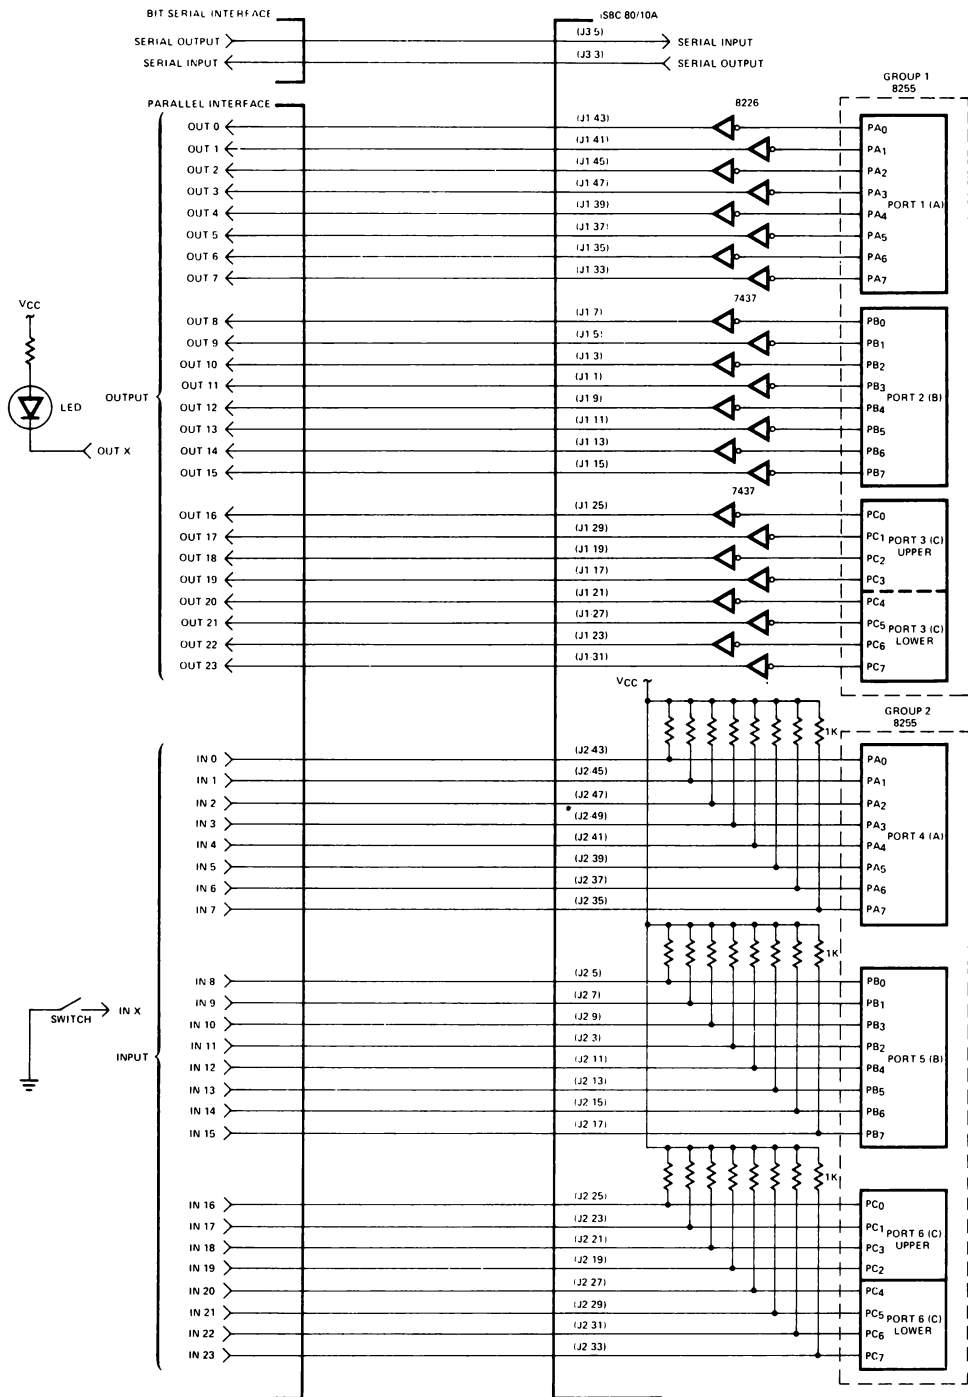 BIT SERIAL INTERFACE
iSBC 80/10A
SERIAL OUTPUT (J3 5) SERIAL INPUT
SERIAL INPUT (J3 3) SERIAL OUTPUT
GROUP 1
8255
PARALLEL INTERFACE
8226
OUT 0 (J1 43) PA0
OUT 1 (J1 41) PA1
OUT 2 (J1 45) PA2
OUT 3 (J1 47) PA3
PORT 1 (A)
OUT 4 (J1 39) PA4
OUT 5 (J1 37) PA5
OUT 6 (J1 35) PA6
OUT 7 (J1 33) PA7
VCC
LED
OUT X
OUTPUT
7437
OUT 8 (J1 7) PB0
OUT 9 (J1 5) PB1
OUT 10 (J1 3) PB2
OUT 11 (J1 1) PB3
PORT 2 (B)
OUT 12 (J1 9) PB4
OUT 13 (J1 11) PB5
OUT 14 (J1 13) PB6
OUT 15 (J1 15) PB7
7437
OUT 16 (J1 25) PC0
OUT 17 (J1 29) PC1 PORT 3 (C)
UPPER
OUT 18 (J1 19) PC2
OUT 19 (J1 17) PC3
OUT 20 (J1 21) PC4
OUT 21 (J1 27) PC5 PORT 3 (C)
LOWER
OUT 22 (J1 23) PC6
OUT 23 (J1 31) PC7
VCC
1K
GROUP 2
8255
IN 0 (J2 43) PA0
IN 1 (J2 45) PA1
IN 2 (J2 47) PA2
IN 3 (J2 49) PA3
PORT 4 (A)
IN 4 (J2 41) PA4
IN 5 (J2 39) PA5
IN 6 (J2 37) PA6
IN 7 (J2 35) PA7
1K
SWITCH
IN X
INPUT
IN 8 (J2 5) PB0
IN 9 (J2 7) PB1
IN 10 (J2 9) PB3
IN 11 (J2 3) PB2
PORT 5 (B)
IN 12 (J2 11) PB4
IN 13 (J2 13) PB5
IN 14 (J2 15) PB6
IN 15 (J2 17) PB7
1K
IN 16 (J2 25) PC0
IN 17 (J2 23) PC1 PORT 6 (C)
UPPER
IN 18 (J2 21) PC3
IN 19 (J2 19) PC2
IN 20 (J2 27) PC4
IN 21 (J2 29) PC5 PORT 6 (C)
LOWER
IN 22 (J2 31) PC6
IN 23 (J2 33) PC7